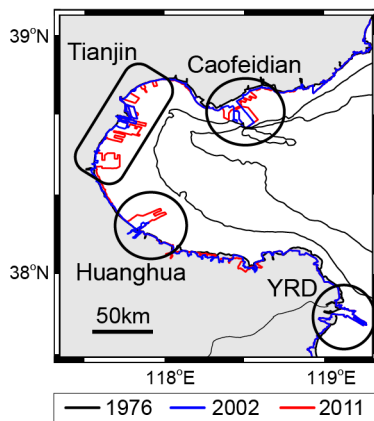 39°N
Tianjin
Caofeidian
38°N
Huanghua
YRD
50km
118°E
119°E
1976
2002
2011